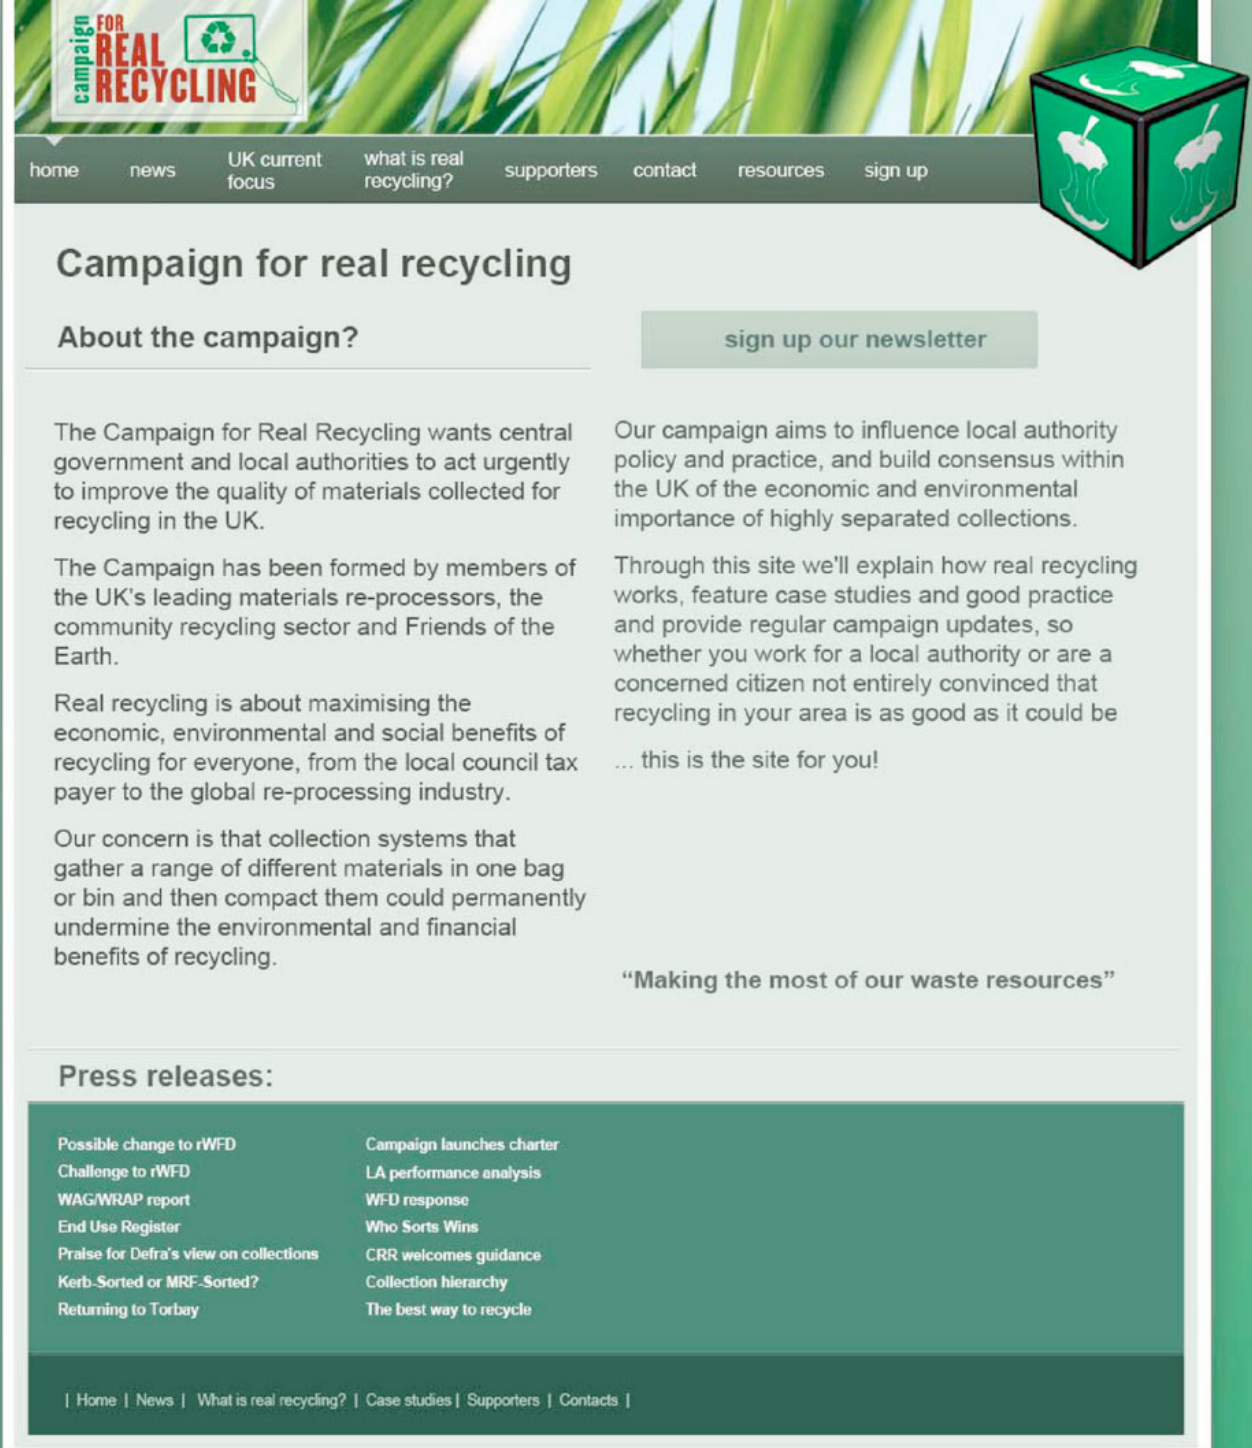 campaign
FOR
REAL
RECYCLING
home
news
UK current
focus
what is real
recycling?
supporters
contact
resources
sign up
Campaign for real recycling
About the campaign?
sign up our newsletter
The Campaign for Real Recycling wants central
government and local authorities to act urgently
to improve the quality of materials collected for
recycling in the UK.
The Campaign has been formed by members of
the UK's leading materials re-processors, the
community recycling sector and Friends of the
Earth.
Real recycling is about maximising the
economic, environmental and social benefits of
recycling for everyone, from the local council tax
payer to the global re-processing industry.
Our concern is that collection systems that
gather a range of different materials in one bag
or bin and then compact them could permanently
undermine the environmental and financial
benefits of recycling.
Our campaign aims to influence local authority
policy and practice, and build consensus within
the UK of the economic and environmental
importance of highly separated collections.
Through this site we'll explain how real recycling
works, feature case studies and good practice
and provide regular campaign updates, so
whether you work for a local authority or are a
concerned citizen not entirely convinced that
recycling in your area is as good as it could be
... this is the site for you!
“Making the most of our waste resources”
Press releases:
Possible change to rWFD
Challenge to rWFD
WAG/WRAP report
End Use Register
Praise for Defra's view on collections
Kerb-Sorted or MRF-Sorted?
Returning to Torbay
Campaign launches charter
LA performance analysis
WFD response
Who Sorts Wins
CRR welcomes guidance
Collection hierarchy
The best way to recycle
| Home | News | What is real recycling? | Case studies | Supporters | Contacts |